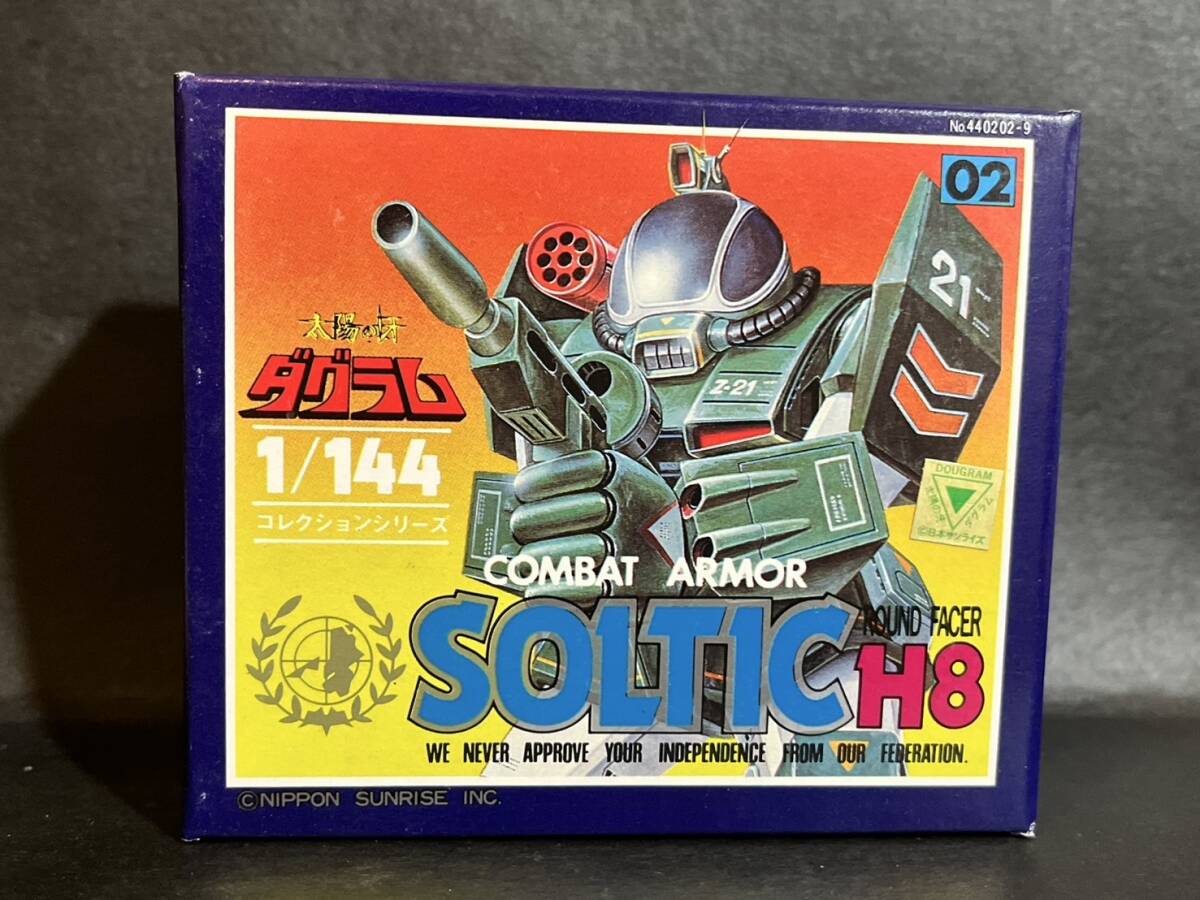 No.440202-9
02
太陽の牙
ダグラム
1/144
コレクションシリーズ
21
Z-21
DOUGRAM
太陽の牙
ダグラム
©日本サンライズ
COMBAT ARMOR
SOLTIC
ROUND FACER
H8
WE NEVER APPROVE YOUR INDEPENDENCE FROM OUR FEDERATION.
©NIPPON SUNRISE INC.